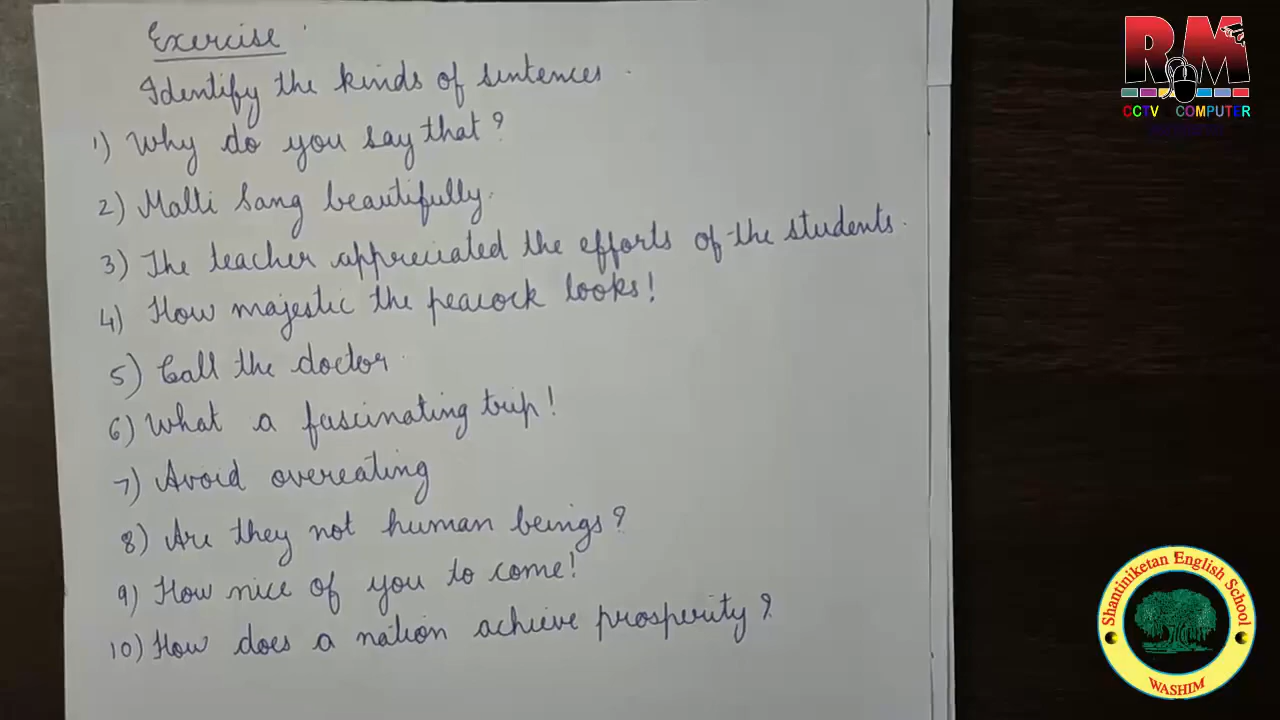 Exercise
Identify the kinds of sentences.
1) Why do you say that?
2) Malti Sang beautifully.
3) The teacher appreciated the efforts of the students.
4) How majestic the peacock looks!
5) Call the doctor.
6) What a fascinating trip!
7) Avoid overeating
8) Are they not human beings?
9) How nice of you to come!
10) How does a nation achieve prosperity?
RM
CCTV COMPUTER
Shantiniketan English School
WASHIM